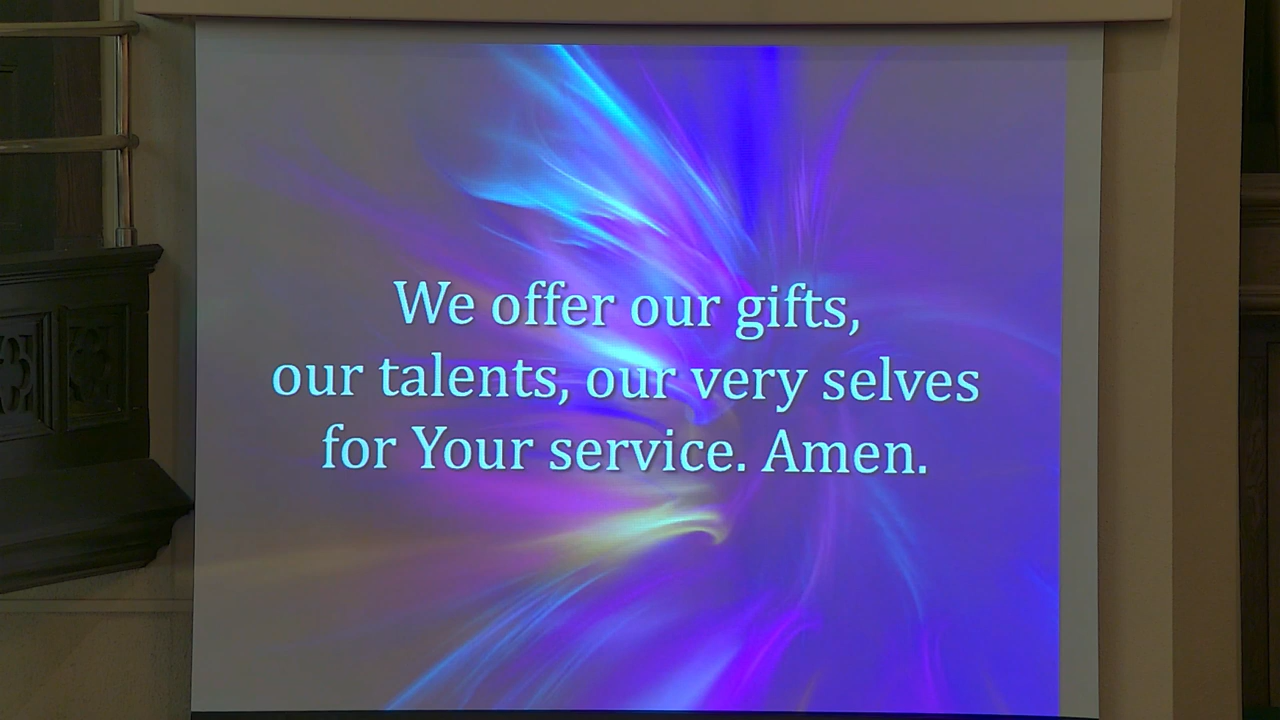 We offer our gifts,
our talents, our very selves
for Your service. Amen.